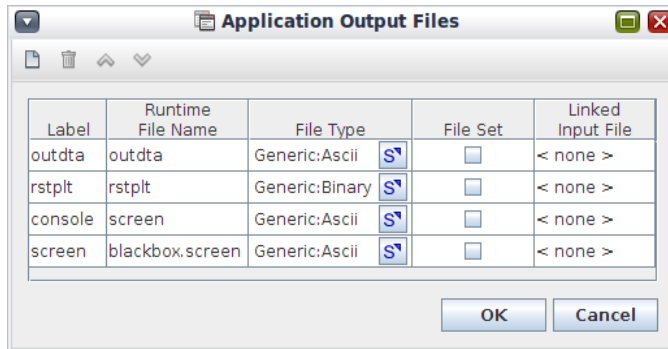 Application Output Files
Label Runtime File Name File Type File Set Linked Input File
outdta outdta Generic:Ascii S < none >
rstplt rstplt Generic:Binary S < none >
console screen Generic:Ascii S < none >
screen blackbox.screen Generic:Ascii S < none >
OK Cancel